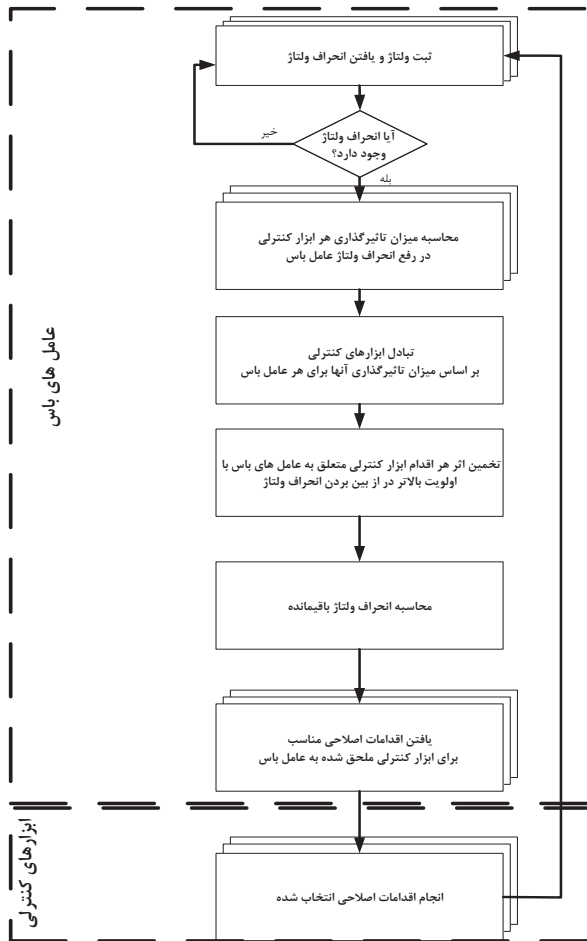 ثبت ولتاژ و یافتن انحراف ولتاژ
آیا انحراف ولتاژ
وجود دارد؟
خیر
بله
محاسبه میزان تاثیرگذاری هر ابزار کنترلی
در رفع انحراف ولتاژ عامل باس
تبادل ابزارهای کنترلی
بر اساس میزان تاثیرگذاری آنها برای هر عامل باس
تخمین اثر هر اقدام ابزار کنترلی متعلق به عامل های باس با
اولویت بالاتر در از بین بردن انحراف ولتاژ
محاسبه انحراف ولتاژ باقیمانده
یافتن اقدامات اصلاحی مناسب
برای ابزار کنترلی ملحق شده به عامل باس
انجام اقدامات اصلاحی انتخاب شده
عامل های باس
ابزارهای کنترلی